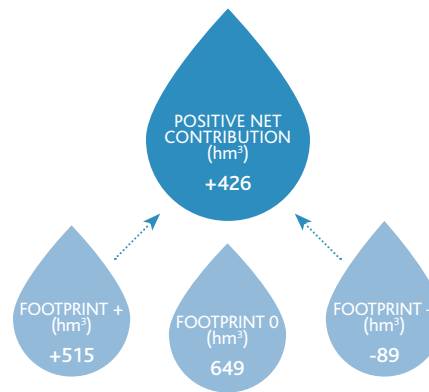 POSITIVE NET
CONTRIBUTION
(hm³)
+426
FOOTPRINT +
(hm³)
+515
FOOTPRINT 0
(hm³)
649
FOOTPRINT -
(hm³)
-89